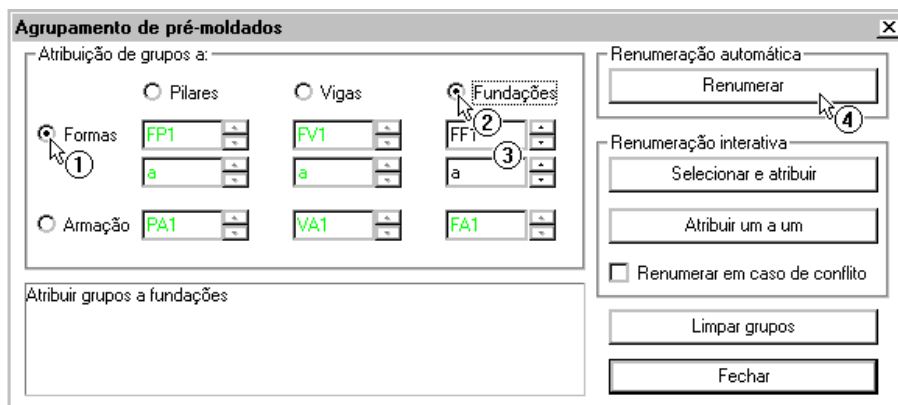 Agrupamento de pré-moldados
Atribuição de grupos a:
Pilares
Vigas
Fundações
2
Formas
1
FP1
FV1
FF1
3
a
a
a
Armação
PA1
VA1
FA1
Atribuir grupos a fundações
Renumeração automática
Renumerar
4
Renumeração interativa
Selecionar e atribuir
Atribuir um a um
Renumerar em caso de conflito
Limpar grupos
Fechar